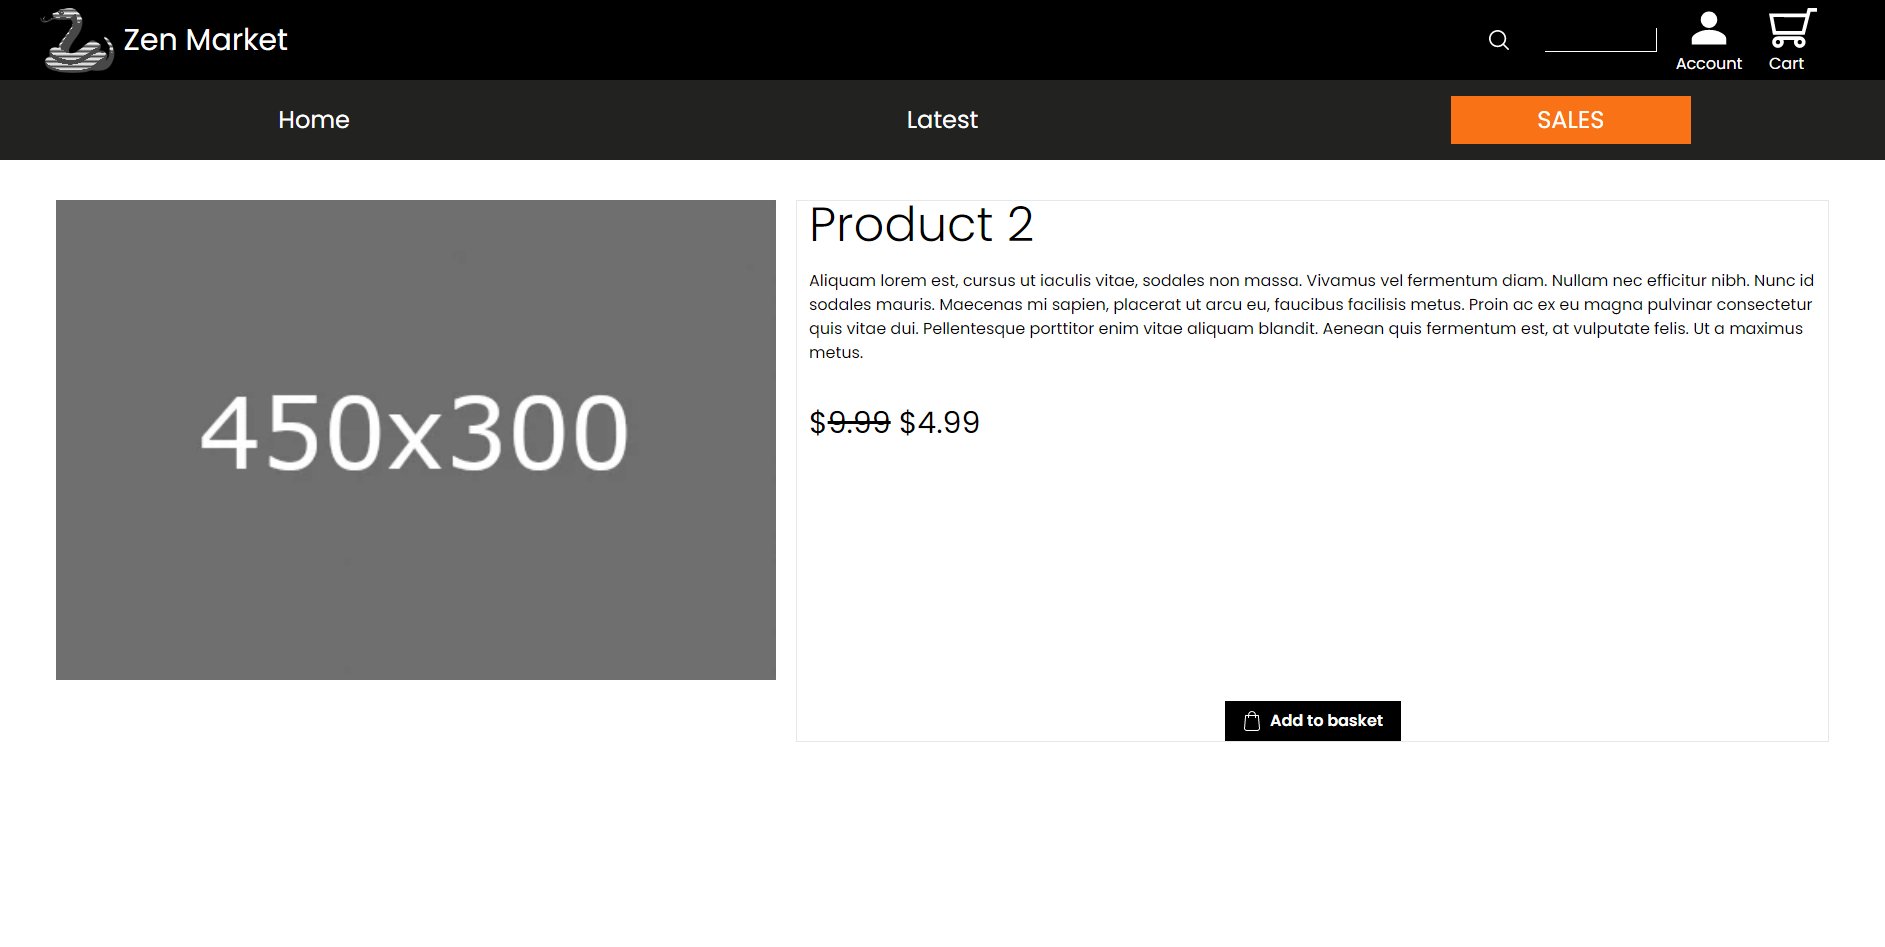 Zen Market
Account
Cart
Home
Latest
SALES
450x300
Product 2
Aliquam lorem est, cursus ut iaculis vitae, sodales non massa. Vivamus vel fermentum diam. Nullam nec efficitur nibh. Nunc id
sodales mauris. Maecenas mi sapien, placerat ut arcu eu, faucibus facilisis metus. Proin ac ex eu magna pulvinar consectetur
quis vitae dui. Pellentesque porttitor enim vitae aliquam blandit. Aenean quis fermentum est, at vulputate felis. Ut a maximus
metus.
$9.99 $4.99
Add to basket